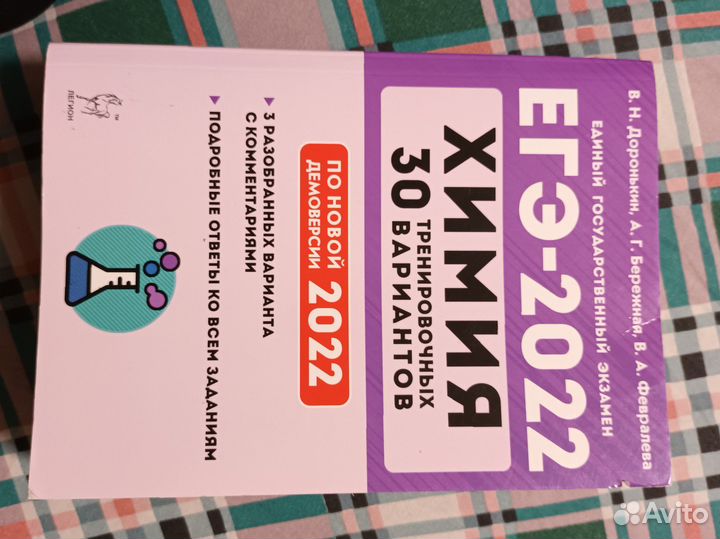 В. Н. Доронькин, А. Г. Бережная, В. А. Февралева
ЕДИНЫЙ ГОСУДАРСТВЕННЫЙ ЭКЗАМЕН
ЕГЭ-2022
ХИМИЯ
30 ТРЕНИРОВОЧНЫХ
ВАРИАНТОВ
ПО НОВОЙ
ДЕМОВЕРСИИ
2022
3 РАЗОБРАННЫХ ВАРИАНТА
С КОММЕНТАРИЯМИ
ПОДРОБНЫЕ ОТВЕТЫ КО ВСЕМ ЗАДАНИЯМ
TM
ЛЕГИОН
Avito